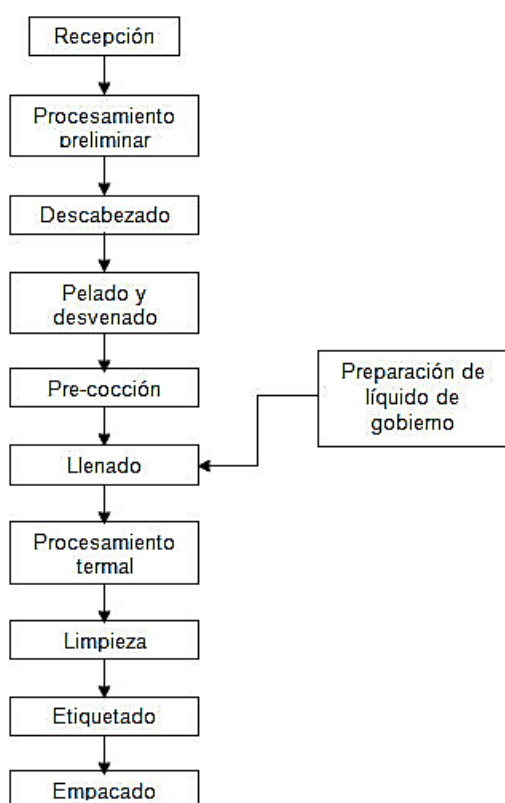 Recepción
Procesamiento
preliminar
Descabezado
Pelado y
desvenado
Pre-cocción
Preparación de
líquido de
gobierno
Llenado
Procesamiento
termal
Limpieza
Etiquetado
Empacado